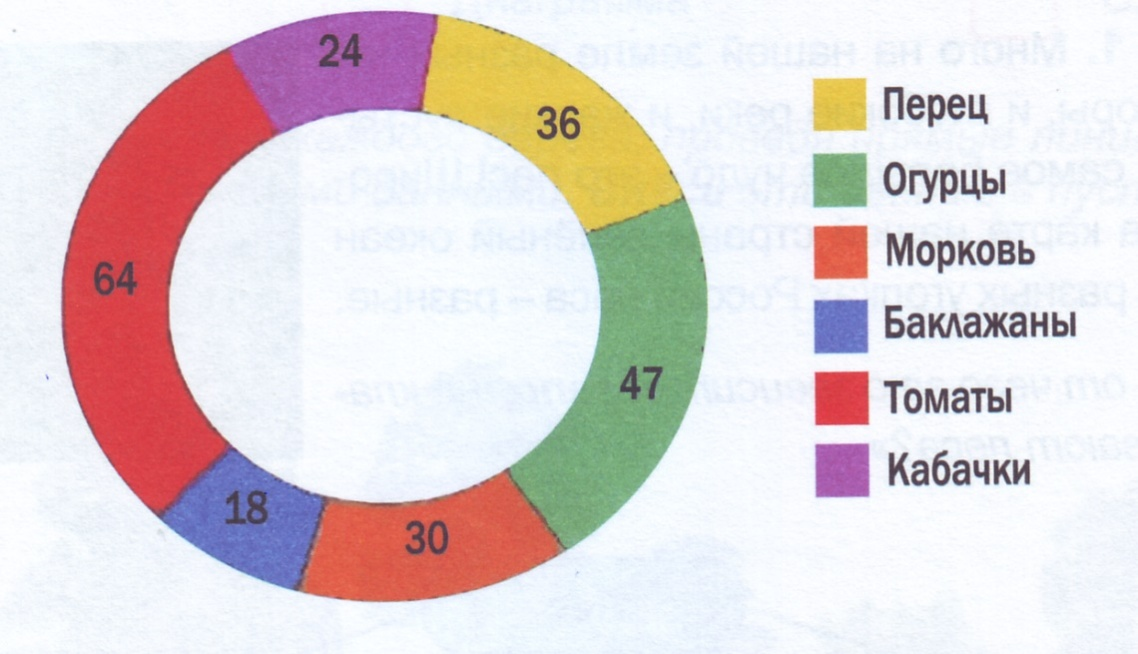 24
36
64
47
18
30
Перец
Огурцы
Морковь
Баклажаны
Томаты
Кабачки